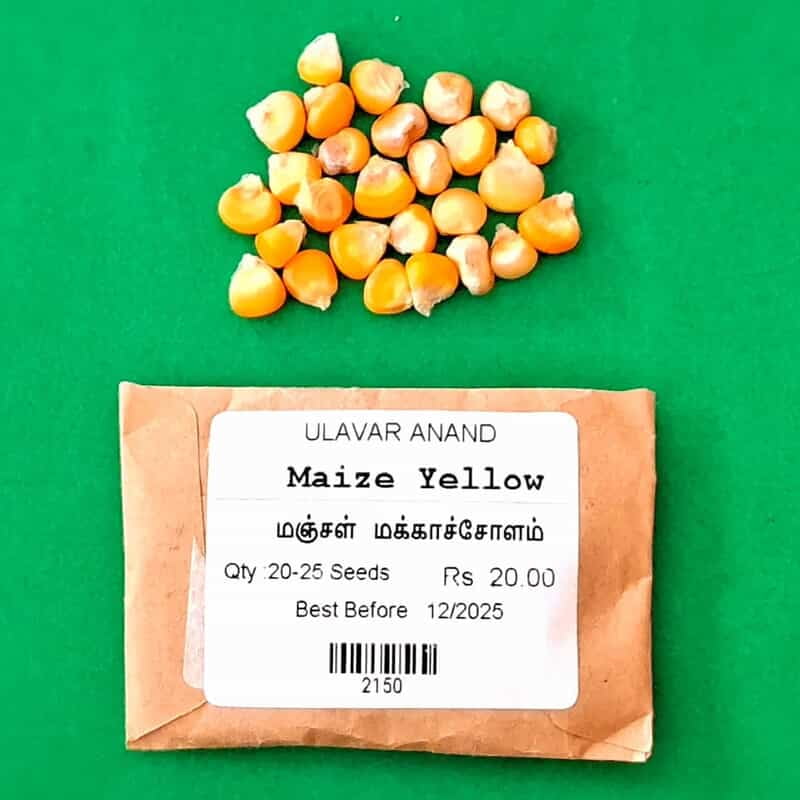 ULAVAR ANAND
Maize Yellow
மஞ்சள் மக்காச்சோளம்
Qty :20-25 Seeds Rs 20.00
Best Before 12/2025
2150